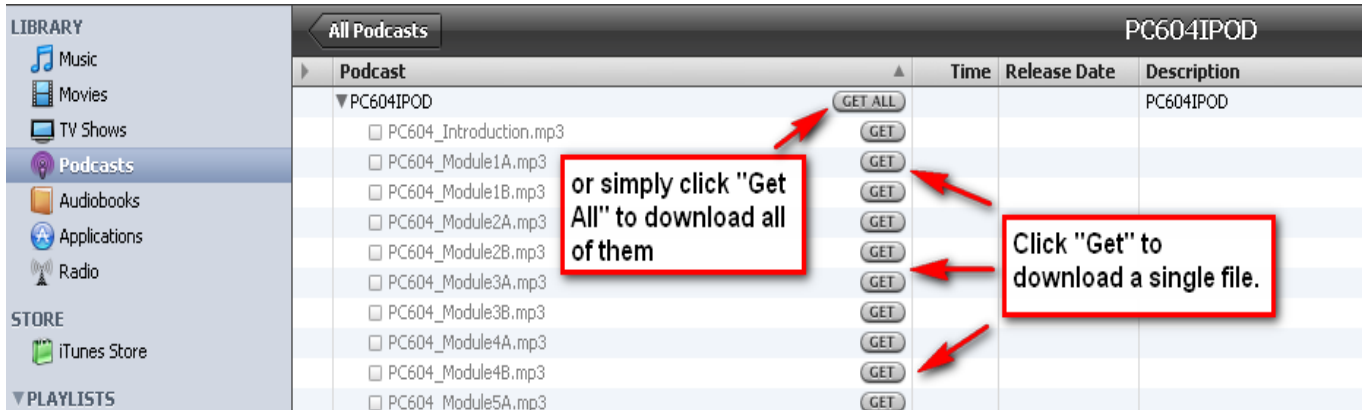 LIBRARY
Music
Movies
TV Shows
Podcasts
Audiobooks
Applications
Radio
STORE
iTunes Store
PLAYLISTS
All Podcasts
PC604IPOD
Podcast Time Release Date Description
PC604IPOD GET ALL PC604IPOD
PC604_Introduction.mp3 GET
PC604_Module1A.mp3 GET
PC604_Module1B.mp3 GET
PC604_Module2A.mp3 GET
PC604_Module2B.mp3 GET
PC604_Module3A.mp3 GET
PC604_Module3B.mp3 GET
PC604_Module4A.mp3 GET
PC604_Module4B.mp3 GET
PC604_Module5A.mp3 GET
or simply click "Get
All" to download all
of them
Click "Get" to
download a single file.